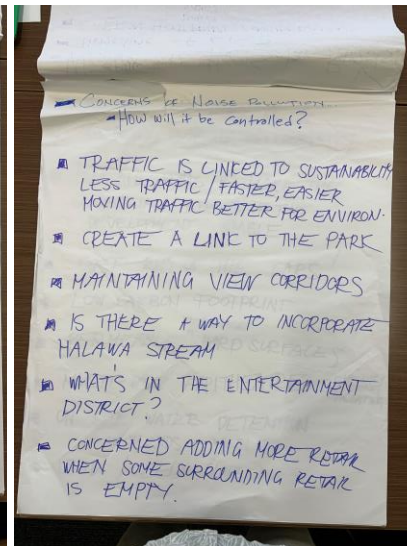 - CONCERNS OF NOISE POLLUTION.
- How will it be controlled?
TRAFFIC IS LINKED TO SUSTAINABILITY
LESS TRAFFIC / FASTER, EASIER
MOVING TRAFFIC BETTER FOR ENVIRON.
CREATE A LINK TO THE PARK
MAINTAINING VIEW CORRIDORS
IS THERE A WAY TO INCORPORATE
HALAWA STREAM
WHAT'S IN THE ENTERTAINMENT
DISTRICT?
CONCERNED ADDING MORE RETAIL
WHEN SOME SURROUNDING RETAIL
IS EMPTY.